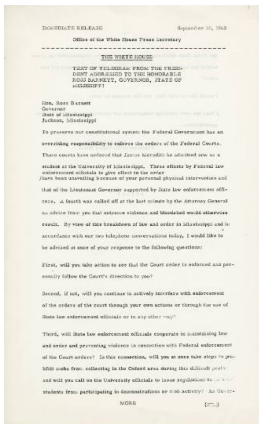 IMMEDIATE RELEASE September 1962
Office of the White House Press Secretary
THE WHITE HOUSE
TEXT OF TELEGRAM FROM THE PRESI-
DENT ADDRESSED TO THE HONORABLE
ROSS BARNETT, GOVERNOR, STATE OF
MISSISSIPPI
Hon. Ross Barnett
Governor
State of Mississippi
Jackson, Mississippi
To preserve our constitutional system the Federal Government has an
overriding responsibility to enforce the orders of the Federal Courts.
Those courts have ordered that James Meredith be admitted now as a
student at the University of Mississippi. Three efforts by Federal law
enforcement officials to give effect to the order
/have been unavailing because of your personal physical intervention and
that of the Lieutenant Governor supported by State law enforcement offi-
cers. A fourth was called off at the last minute by the Attorney General
on advice from you that extreme violence and bloodshed would otherwise
result. By view of this breakdown of law and order in Mississippi and in
accordance with our two telephone conversations today, I would like to
be advised at once of your response to the following questions:
First, will you take action to see that the Court order is enforced and per-
sonally follow the Court's direction to you?
Second, if not, will you continue to actively interfere with enforcement
of the orders of the court through your own actions or through the use of
State law enforcement officials or in any other way?
Third, will State law enforcement officials cooperate in maintaining law
and order and preventing violence in connection with Federal enforcement
of the Court orders? In this connection, will you at once take steps to pro-
hibit mobs from collecting in the Oxford area during this difficult period
and will you call on the University officials to issue regulations to
students from participating in demonstrations or mob activity? As Gover-
MORE